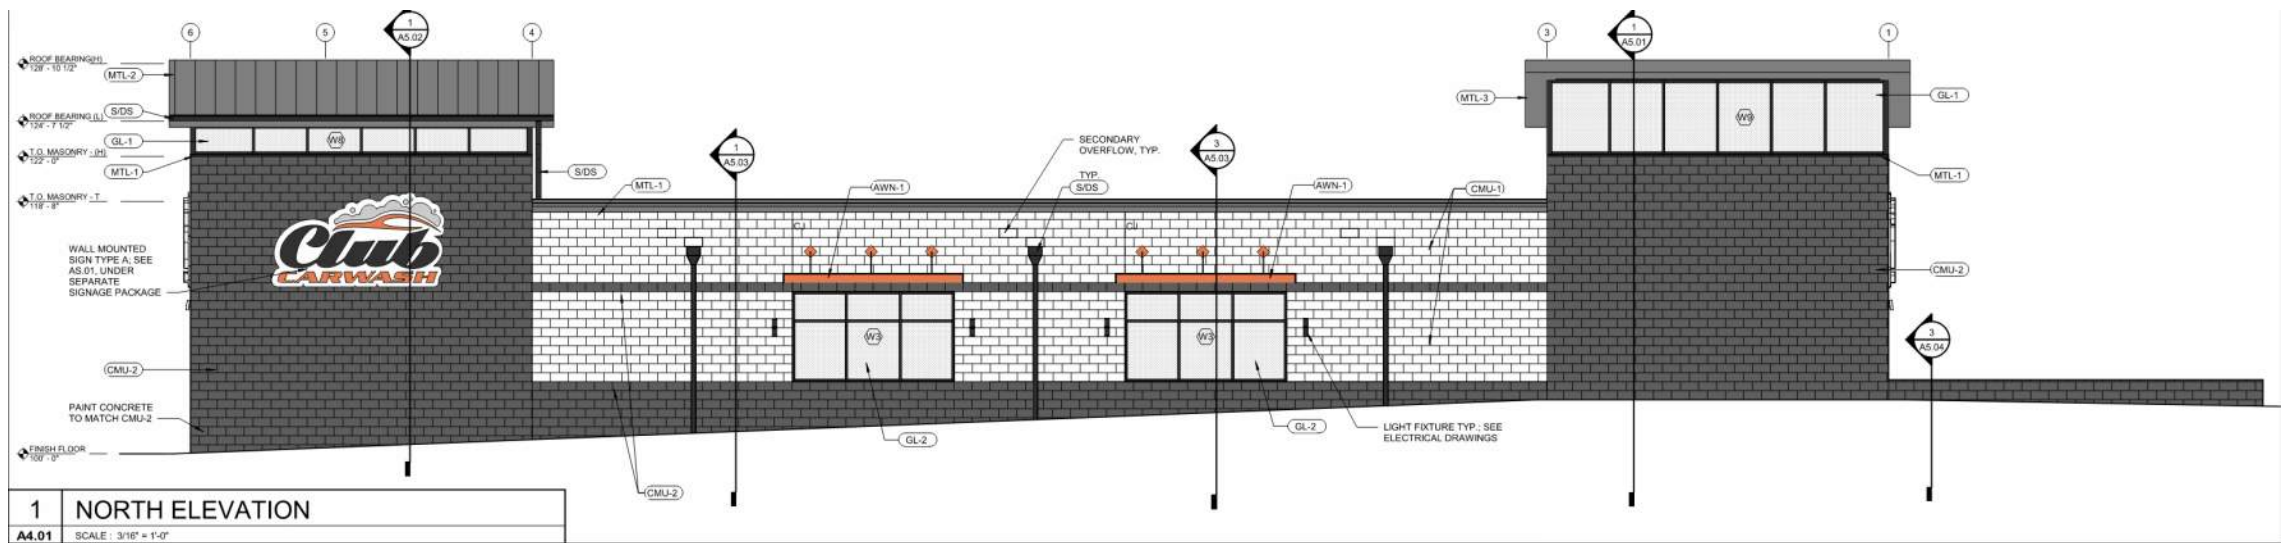 6
5
1
A5.02
4
3
1
A5.01
1
ROOF BEARING(H)
128' - 10 1/2"
MTL-2
MTL-3
GL-1
S/DS
ROOF BEARING (L)
124' - 7 1/2"
W9
GL-1
W8
T.O. MASONRY - (H)
122' - 0"
MTL-1
1
A5.03
SECONDARY
OVERFLOW, TYP.
3
A5.03
S/DS
MTL-1
AWN-1
TYP.
S/DS
AWN-1
CMU-1
MTL-1
T.O. MASONRY - T
118' - 8"
CJ
CJ
WALL MOUNTED
SIGN TYPE A; SEE
AS.01, UNDER
SEPARATE
SIGNAGE PACKAGE
Club
CARWASH
CMU-2
W3
W3
3
A5.04
CMU-2
PAINT CONCRETE
TO MATCH CMU-2
GL-2
GL-2
LIGHT FIXTURE TYP.; SEE
ELECTRICAL DRAWINGS
FINISH FLOOR
100' - 0"
CMU-2
1
NORTH ELEVATION
A4.01
SCALE : 3/16" = 1'-0"